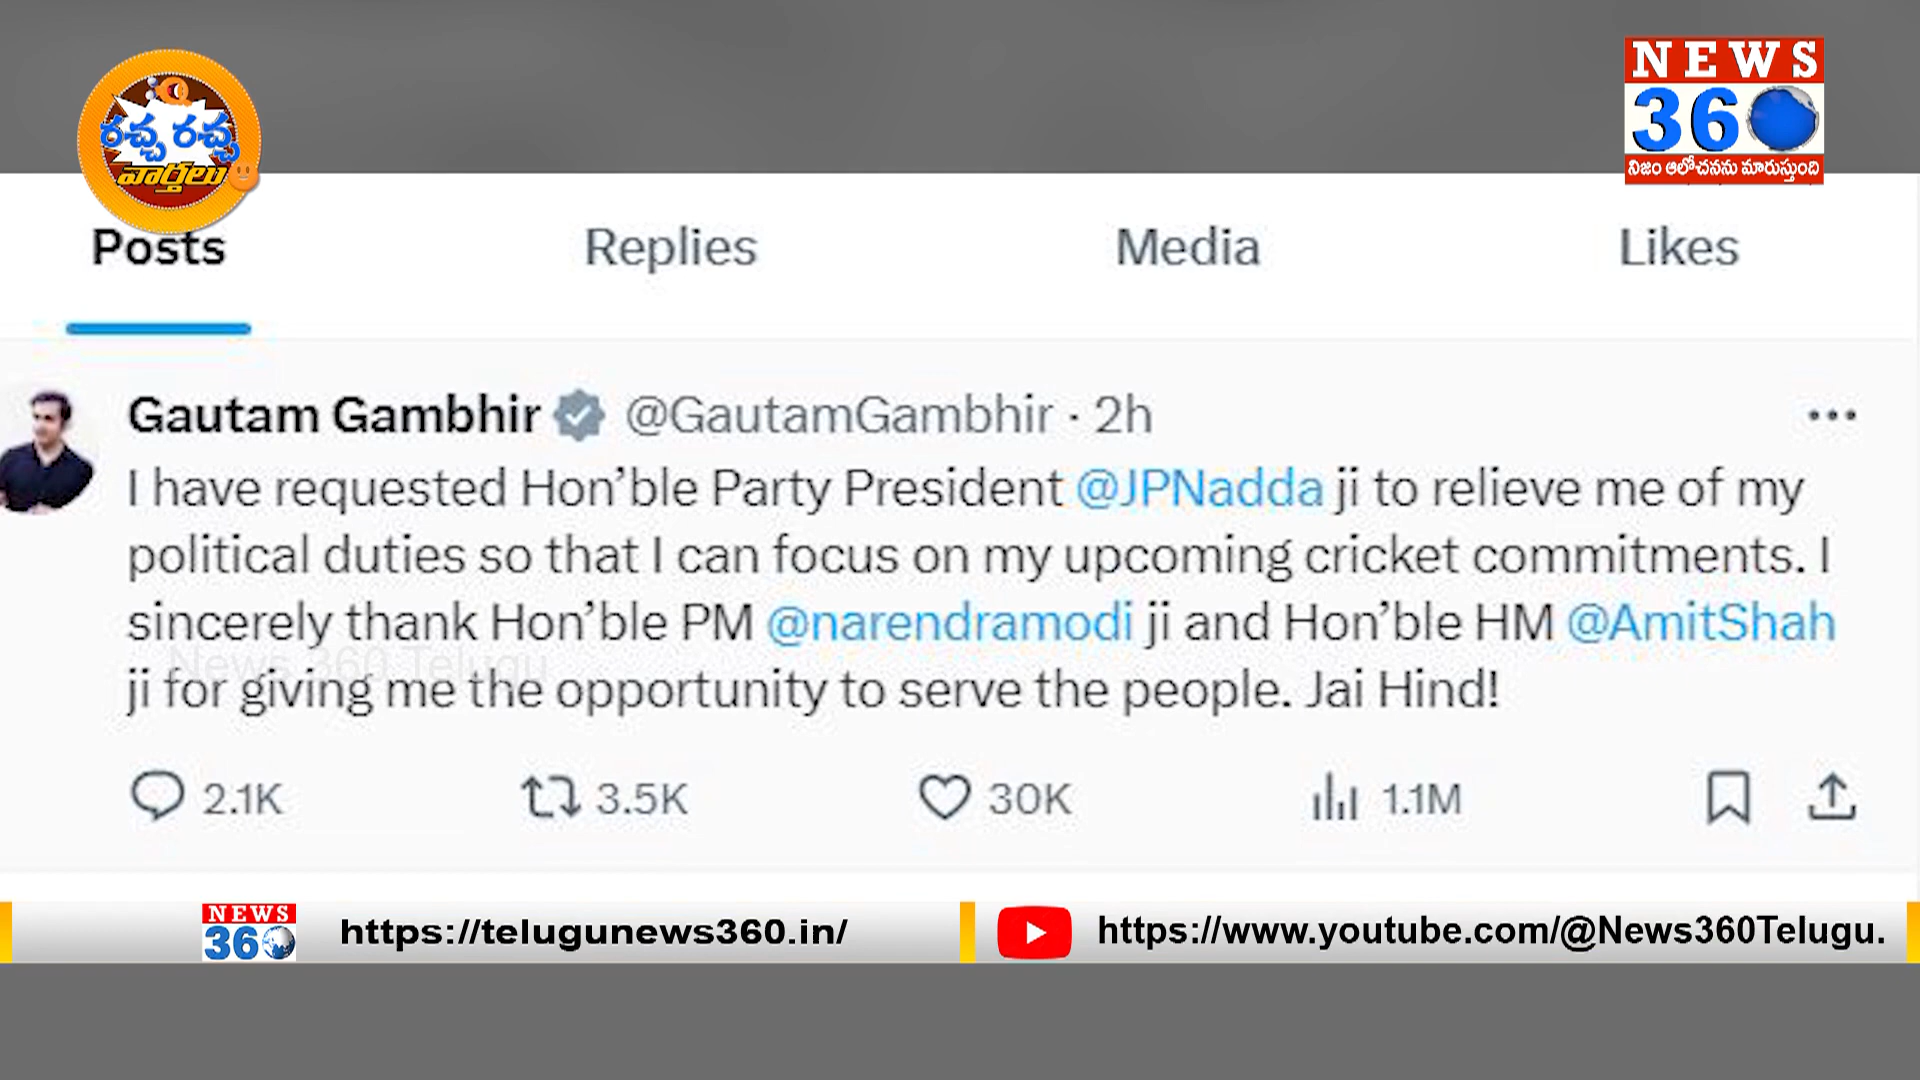 రచ్చ రచ్చ
వార్తలు
NEWS
360
నిజం ఆలోచనను మారుస్తుంది
Posts
Replies
Media
Likes
Gautam Gambhir @GautamGambhir · 2h
I have requested Hon’ble Party President @JPNadda ji to relieve me of my
political duties so that I can focus on my upcoming cricket commitments. I
sincerely thank Hon’ble PM @narendramodi ji and Hon’ble HM @AmitShah
ji for giving me the opportunity to serve the people. Jai Hind!
News 360 Telugu
2.1K
3.5K
30K
1.1M
NEWS
360
https://telugunews360.in/
https://www.youtube.com/@News360Telugu.